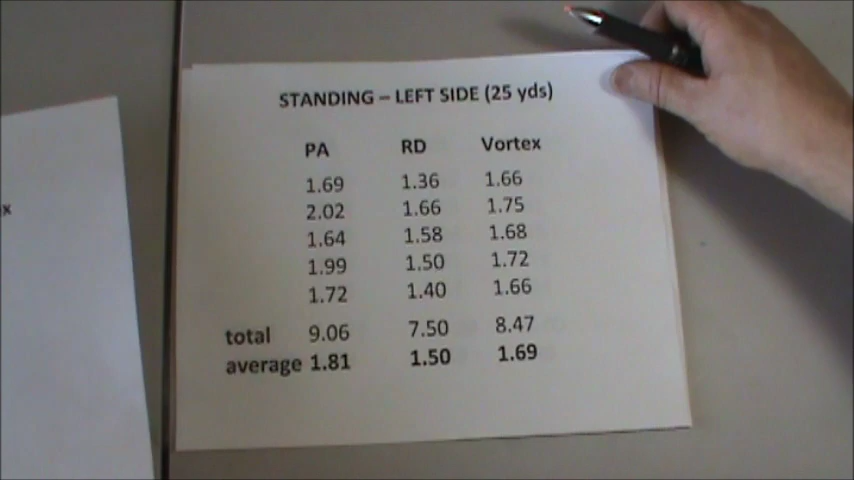 STANDING – LEFT SIDE (25 yds)
PA RD Vortex
1.69 1.36 1.66
2.02 1.66 1.75
1.64 1.58 1.68
1.99 1.50 1.72
1.72 1.40 1.66
total 9.06 7.50 8.47
average 1.81 1.50 1.69
x